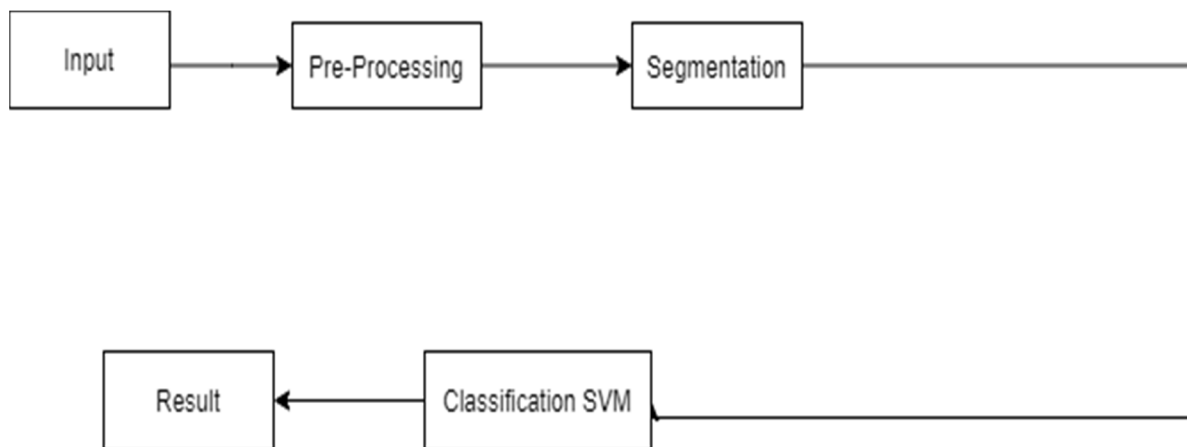 Input
Pre-Processing
Segmentation
Result
Classification SVM